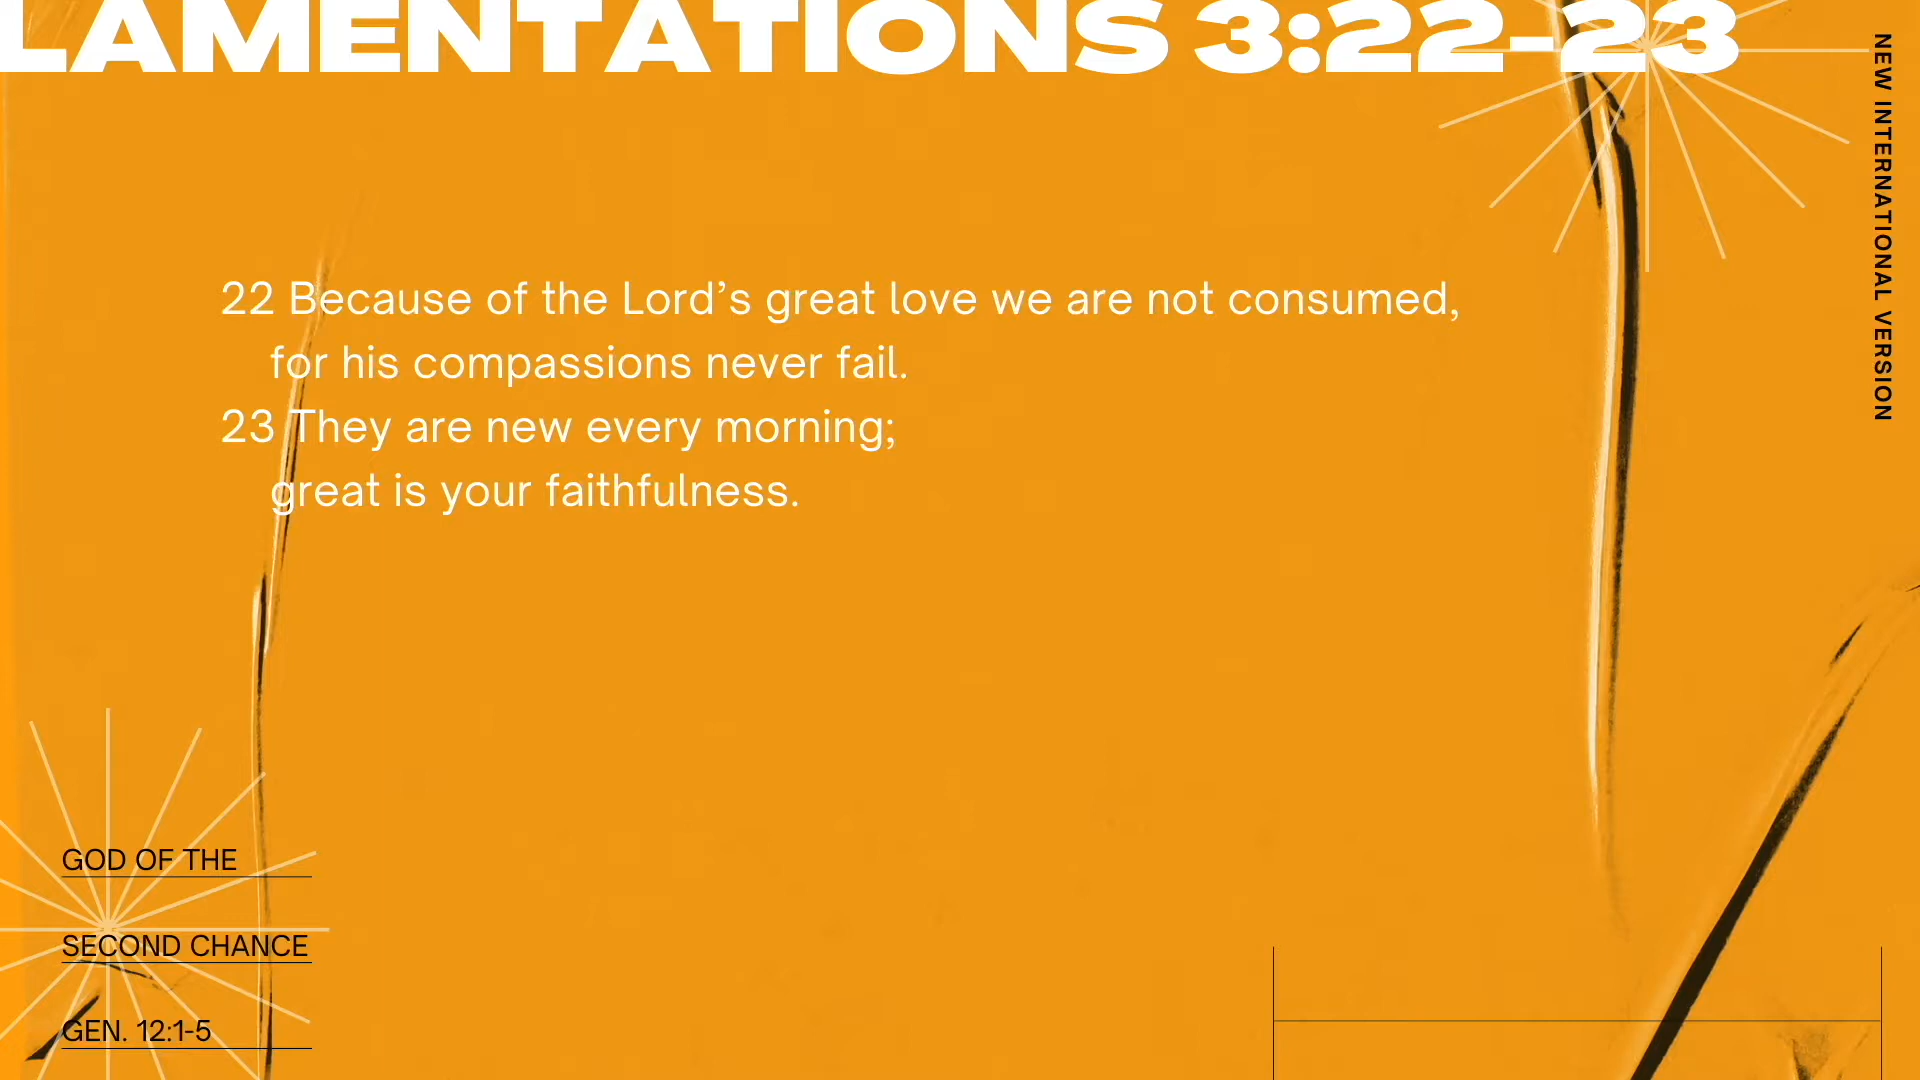 LAMENTATIONS 3:22-23
NEW INTERNATIONAL VERSION
22 Because of the Lord’s great love we are not consumed,
for his compassions never fail.
23 They are new every morning;
great is your faithfulness.
GOD OF THE
SECOND CHANCE
GEN. 12:1-5